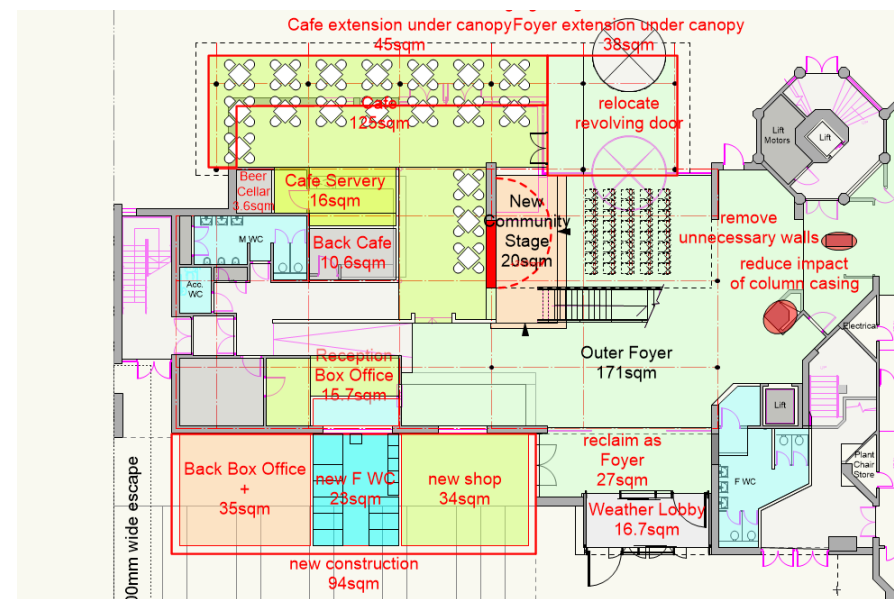 Cafe extension under canopy
45sqm
Foyer extension under canopy
38sqm
Cafe
125sqm
relocate
revolving door
Lift
Motors
Lift
Beer
Cellar
3.6sqm
Cafe Servery
16sqm
New
Community
Stage
20sqm
remove
unnecessary walls
M WC
Back Cafe
10.6sqm
reduce impact
of column casing
Acc.
WC
Electrical
Reception
Box Office
15.7sqm
Outer Foyer
171sqm
Lift
reclaim as
Foyer
27sqm
Plant
Chair
Store
Back Box Office
+
35sqm
new F WC
23sqm
new shop
34sqm
F WC
Weather Lobby
16.7sqm
new construction
94sqm
00mm wide escape